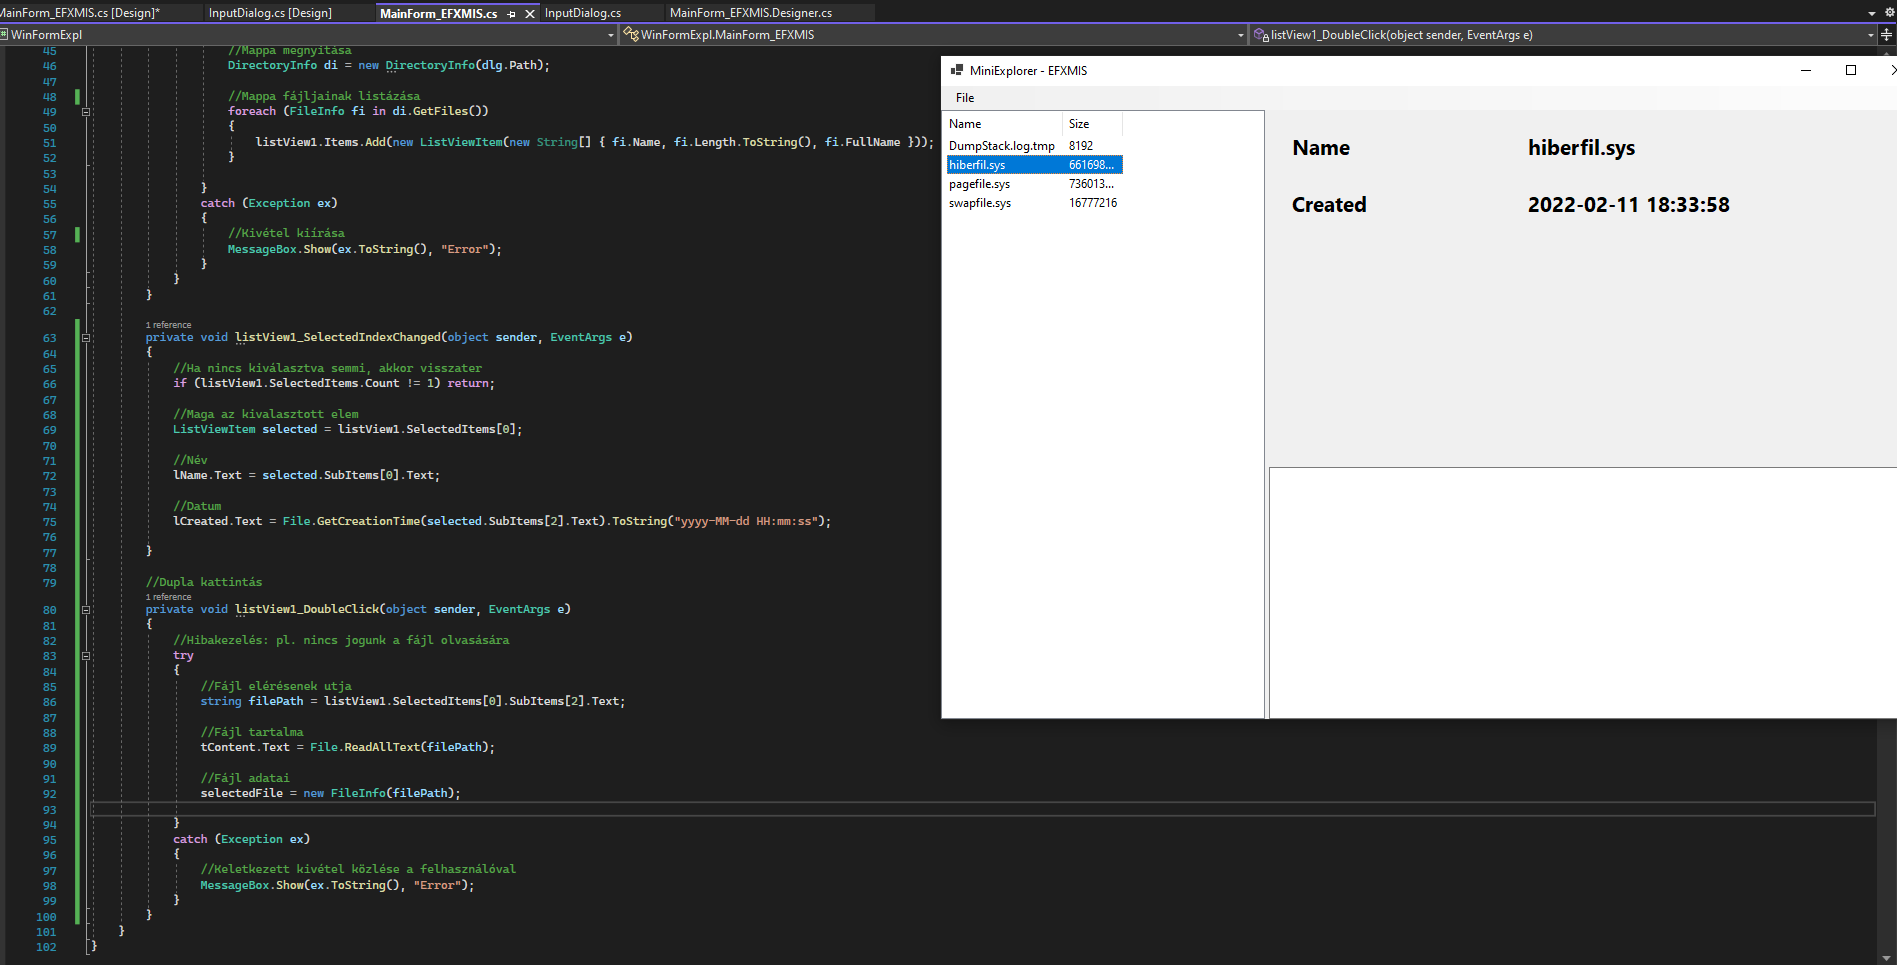 MainForm_EFXMIS.cs [Design]*
InputDialog.cs [Design]
MainForm_EFXMIS.cs
InputDialog.cs
MainForm_EFXMIS.Designer.cs
WinFormExpl
WinFormExpl.MainForm_EFXMIS
listView1_DoubleClick(object sender, EventArgs e)
45 //Mappa megnyitása
46 DirectoryInfo di = new DirectoryInfo(dlg.Path);
47
48 //Mappa fájljainak listázása
49 foreach (FileInfo fi in di.GetFiles())
50 {
51 listView1.Items.Add(new ListViewItem(new String[] { fi.Name, fi.Length.ToString(), fi.FullName }));
52 }
53
54 }
55 catch (Exception ex)
56 {
57 //Kivétel kiírása
58 MessageBox.Show(ex.ToString(), "Error");
59 }
60 }
61 }
62
1 reference
63 private void listView1_SelectedIndexChanged(object sender, EventArgs e)
64 {
65 //Ha nincs kiválasztva semmi, akkor visszater
66 if (listView1.SelectedItems.Count != 1) return;
67
68 //Maga az kivalasztott elem
69 ListViewItem selected = listView1.SelectedItems[0];
70
71 //Név
72 lName.Text = selected.SubItems[0].Text;
73
74 //Datum
75 lCreated.Text = File.GetCreationTime(selected.SubItems[2].Text).ToString("yyyy-MM-dd HH:mm:ss");
76
77 }
78
79 //Dupla kattintás
1 reference
80 private void listView1_DoubleClick(object sender, EventArgs e)
81 {
82 //Hibakezelés: pl. nincs jogunk a fájl olvasására
83 try
84 {
85 //Fájl elérésenek utja
86 string filePath = listView1.SelectedItems[0].SubItems[2].Text;
87
88 //Fájl tartalma
89 tContent.Text = File.ReadAllText(filePath);
90
91 //Fájl adatai
92 selectedFile = new FileInfo(filePath);
93
94 }
95 catch (Exception ex)
96 {
97 //Keletkezett kivétel közlése a felhasználóval
98 MessageBox.Show(ex.ToString(), "Error");
99 }
100 }
101 }
102 }
MiniExplorer - EFXMIS
File
Name Size
DumpStack.log.tmp 8192
hiberfil.sys 661698...
pagefile.sys 736013...
swapfile.sys 16777216
Name hiberfil.sys
Created 2022-02-11 18:33:58